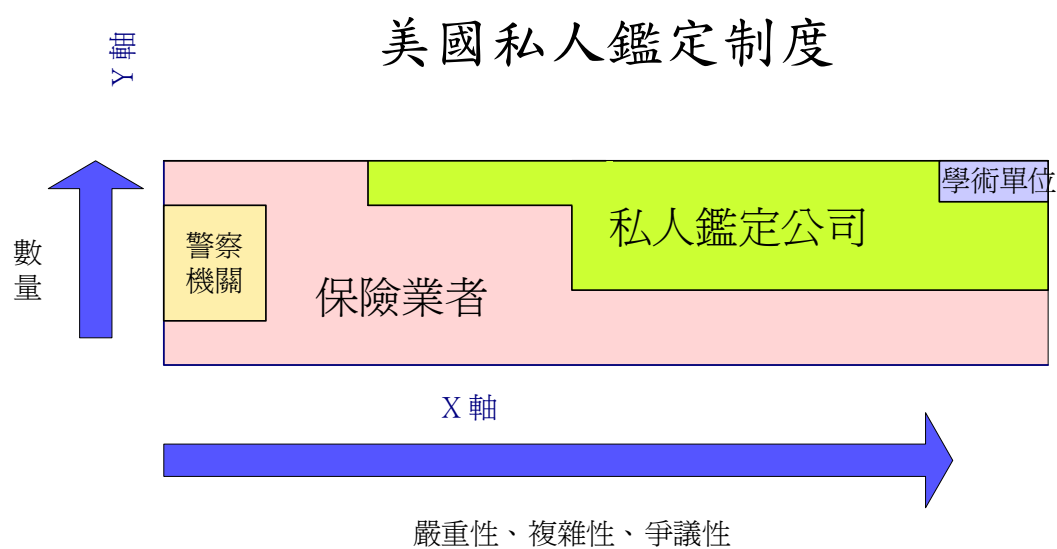 美國私人鑑定制度
Y 軸
數
量
警察
機關
保險業者
私人鑑定公司
學術單位
X 軸
嚴重性、複雜性、爭議性